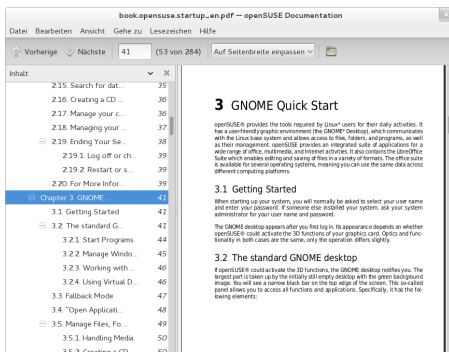 book.opensuse.startup_en.pdf — openSUSE Documentation
Datei Bearbeiten Ansicht Gehe zu Lesezeichen Hilfe
Vorherige Nächste 41 (53 von 284) Auf Seitenbreite einpassen
Inhalt
2.15. Search for dat... 35
2.16. Creating a CD ... 36
2.17. Manage your c... 36
2.18. Managing your ... 37
2.19. Ending Your Se... 38
2.19.1. Log off or ch... 39
2.19.2. Restart or s... 39
2.20. For More Infor... 39
Chapter 3. GNOME ... 41
3.1. Getting Started 41
3.2. The standard G... 41
3.2.1. Start Programs 44
3.2.2. Manage Windo... 45
3.2.3. Working with ... 46
3.2.4. Using Virtual D... 46
3.3. Fallback Mode 47
3.4. "Open Applicati... 48
3.5. Manage Files, Fo... 49
3.5.1. Handling Media 50
3.5.2. Creating a CD 50
3 GNOME Quick Start
openSUSE® provides the tools required by Linux* users for their daily activities. It
has a user-friendly graphic environment (the GNOME* Desktop), which communicates
with the Linux base system and allows access to files, folders, and programs, as well
as their management. openSUSE provides an integrated suite of applications for a
wide range of office, multimedia, and Internet activities. It also contains the LibreOffice
Suite which enables editing and saving of files in a variety of formats. The office suite
is available for several operating systems, meaning you can use the same data across
different computing platforms.
3.1 Getting Started
When starting up your system, you will normally be asked to select your user name
and enter your password. If someone else installed your system, ask your system
administrator for your user name and password.
The GNOME desktop appears after you first log in. Its appearance depends on whether
openSUSE® could activate the 3D functions of your graphics card. Optics and func-
tionality in both cases are the same, only the operation differs slightly.
3.2 The standard GNOME desktop
If openSUSE® could activate the 3D functions, the GNOME desktop notifies you. The
largest part is taken up by the initially still empty desktop with the green background
image. You will see a narrow black bar on the top edge of the screen. This so-called
panel allows you to access all functions and applications. Specifically, it has the fol-
lowing elements: